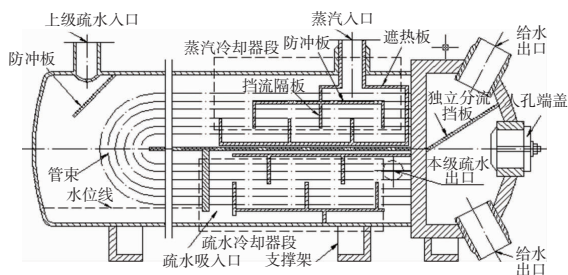 上级疏水入口
蒸汽入口
给水
出口
防冲板
遮热板
蒸汽冷却器段
防冲板
挡流隔板
独立分流
挡板
人孔端盖
管束
本级疏水
出口
水位线
疏水冷却器段
疏水吸入口
支撑架
给水
出口